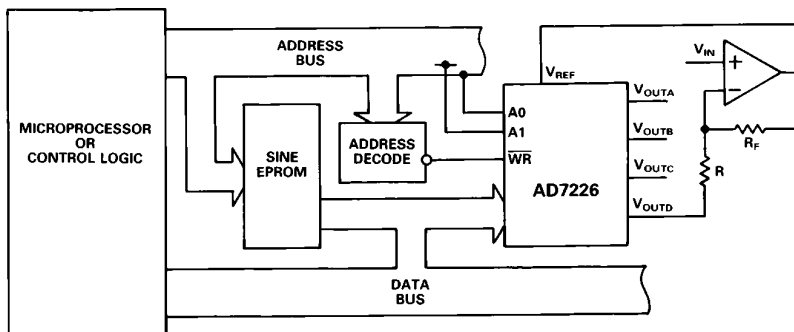 MICROPROCESSOR
OR
CONTROL LOGIC
ADDRESS
BUS
SINE
EPROM
ADDRESS
DECODE
VREF
A0
A1
WR
AD7226
VOUTA
VOUTB
VOUTC
VOUTD
VIN
+
−
RF
R
DATA
BUS